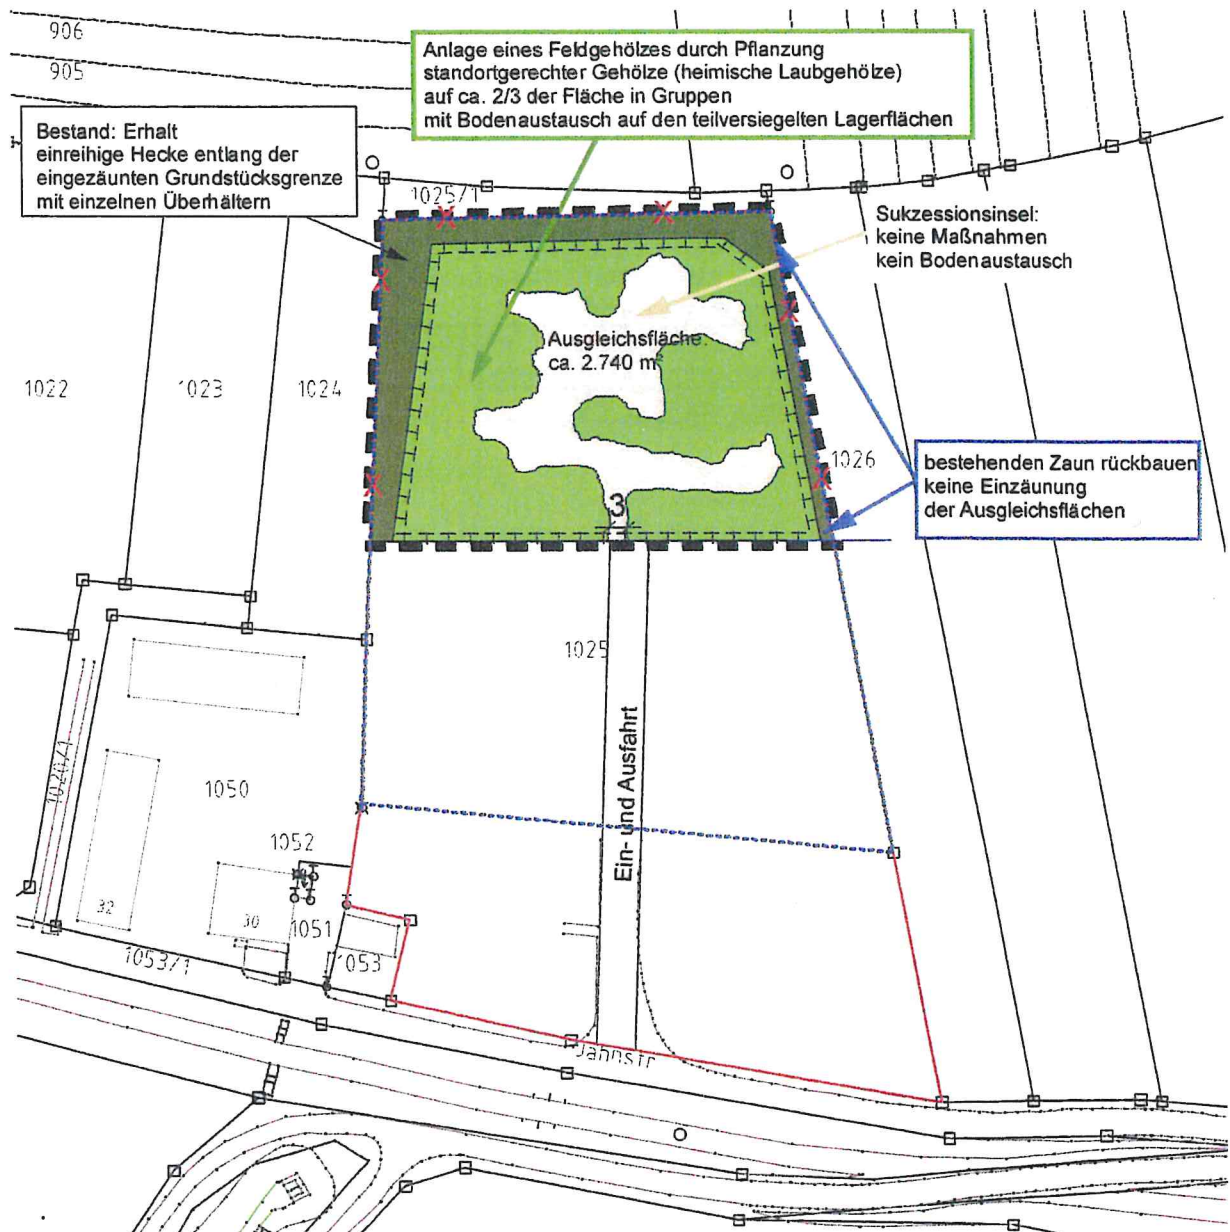 906
905
Anlage eines Feldgehölzes durch Pflanzung
standortgerechter Gehölze (heimische Laubgehölze)
auf ca. 2/3 der Fläche in Gruppen
mit Bodenaustausch auf den teilversiegelten Lagerflächen
Bestand: Erhalt
einreihige Hecke entlang der
eingezäunten Grundstücksgrenze
mit einzelnen Überhältern
1025/1
Sukzessionsinsel:
keine Maßnahmen
kein Bodenaustausch
Ausgleichsfläche:
ca. 2.740 m²
1022
1023
1024
1026
bestehenden Zaun rückbauen
keine Einzäunung
der Ausgleichsflächen
3
1025
Ein- und Ausfahrt
1020/1
1050
1052
32
30
1051
1053
1053/1
Jahnstr